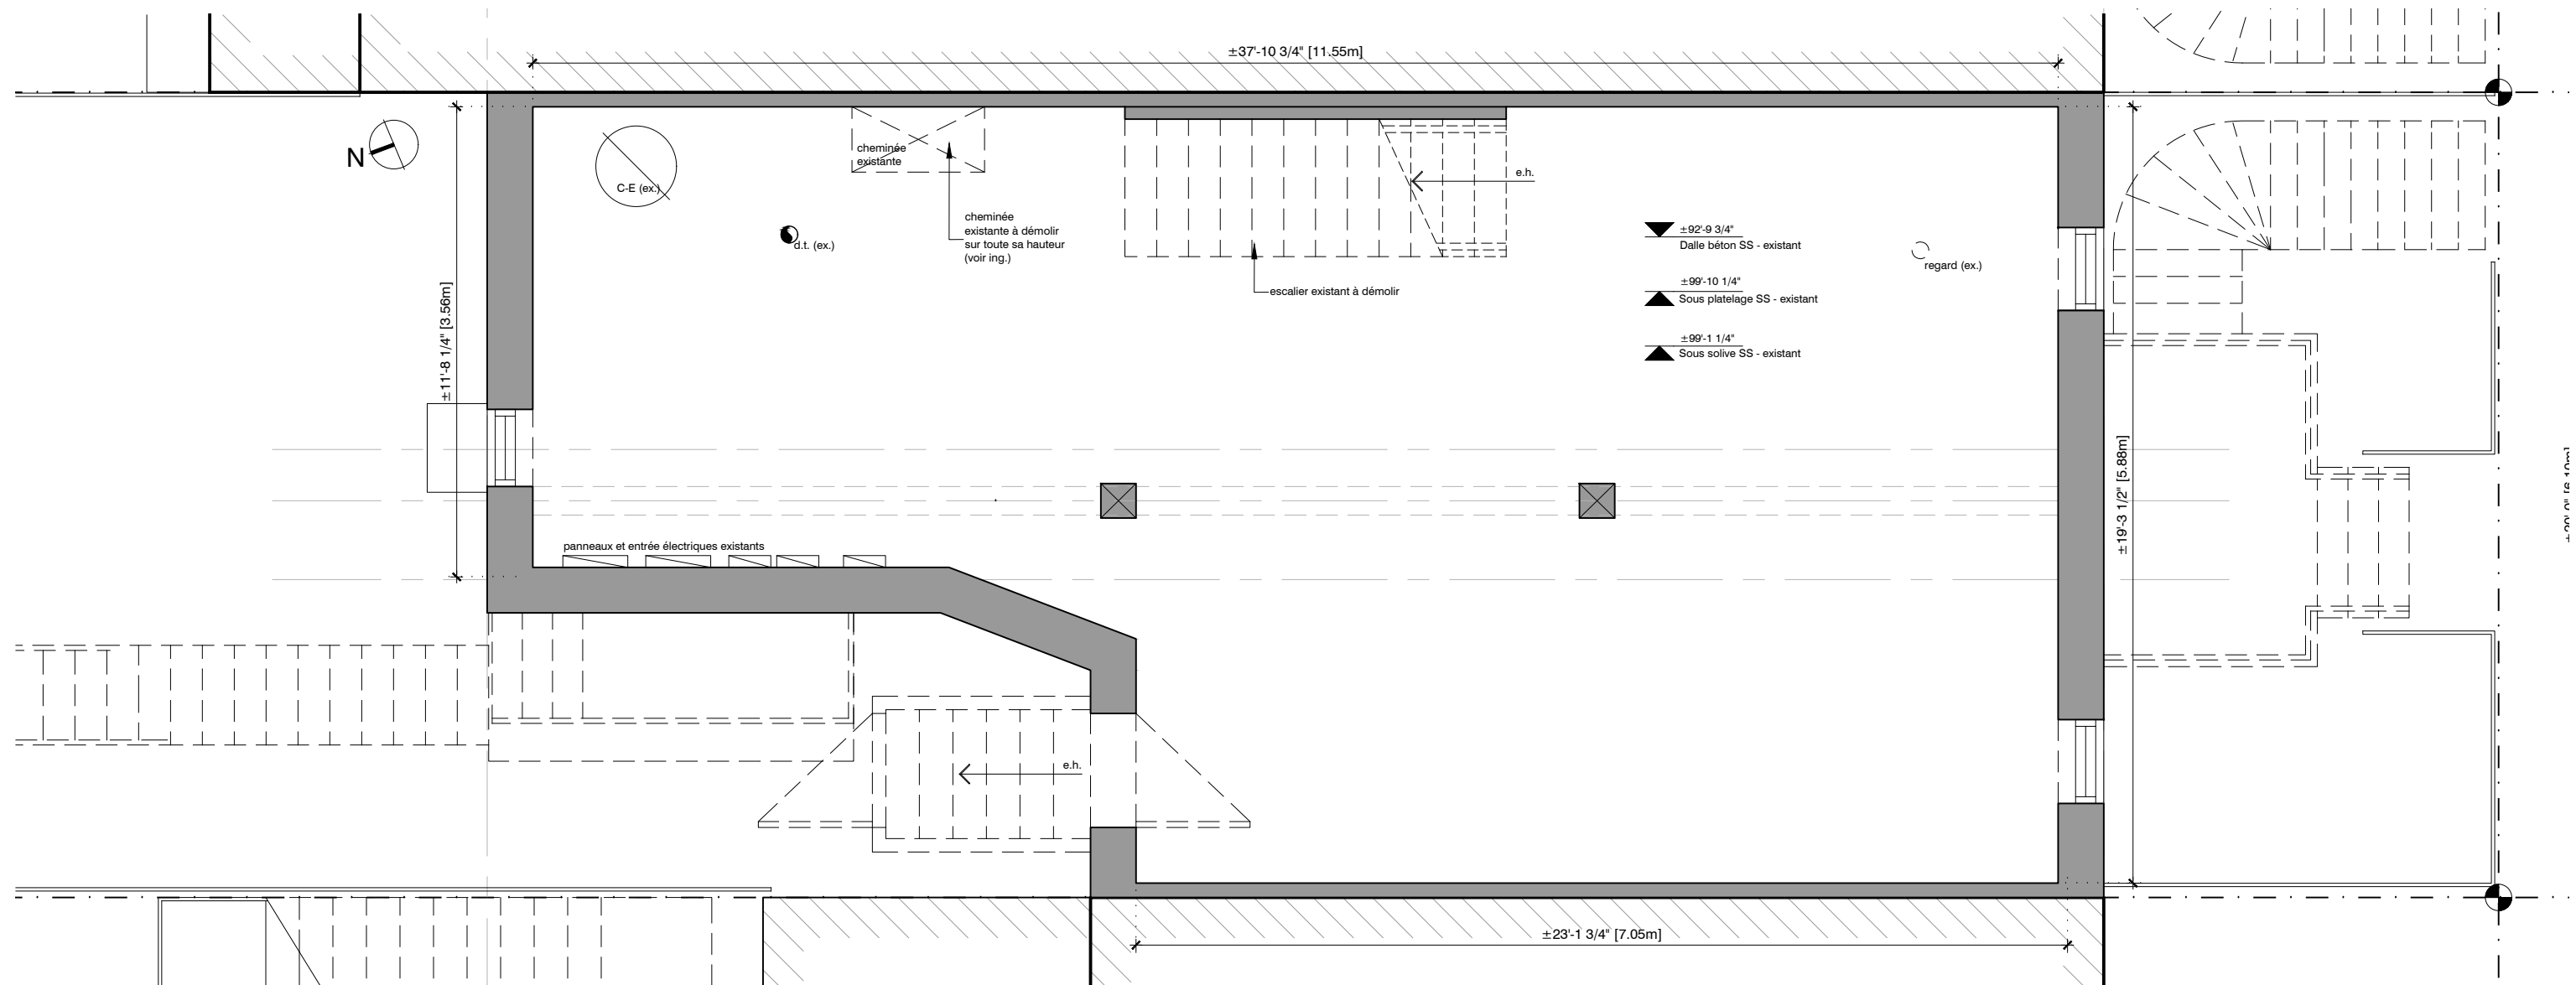 ±37'-10 3/4" [11.55m]
N
C-E (ex.)
cheminée
existante
d.t. (ex.)
cheminée
existante à démolir
sur toute sa hauteur
(voir ing.)
e.h.
escalier existant à démolir
±92'-9 3/4"
Dalle béton SS - existant
±99'-10 1/4"
Sous platelage SS - existant
±99'-1 1/4"
Sous solive SS - existant
regard (ex.)
±11'-8 1/4" [3.56m]
±19'-3 1/2" [5.88m]
panneaux et entrée électriques existants
e.h.
±23'-1 3/4" [7.05m]